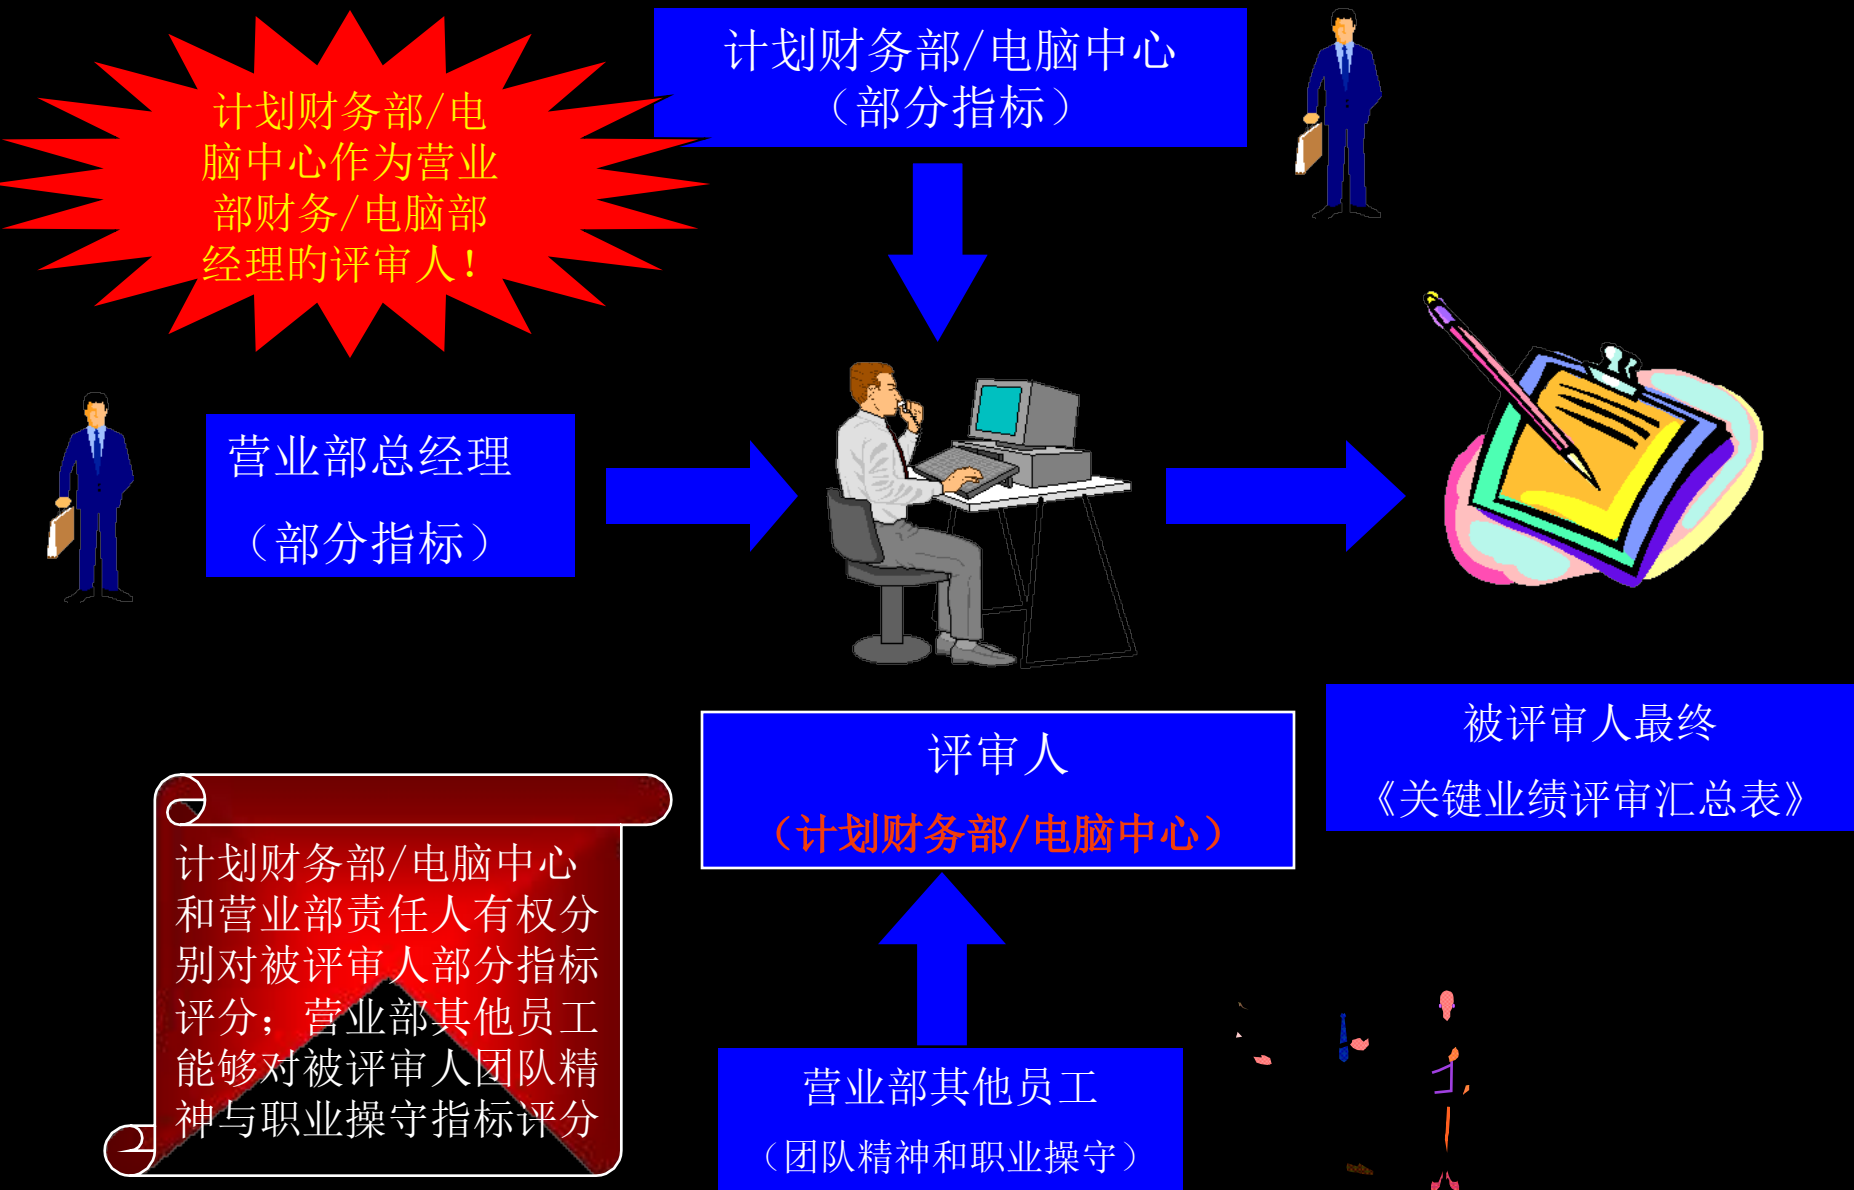 计划财务部/电脑中心
（部分指标）
计划财务部/电
脑中心作为营业
部财务/电脑部
经理旳评审人！
营业部总经理
（部分指标）
评审人
（计划财务部/电脑中心）
被评审人最终
《关键业绩评审汇总表》
计划财务部/电脑中心
和营业部责任人有权分
别对被评审人部分指标
评分；营业部其他员工
能够对被评审人团队精
神与职业操守指标评分
营业部其他员工
（团队精神和职业操守）